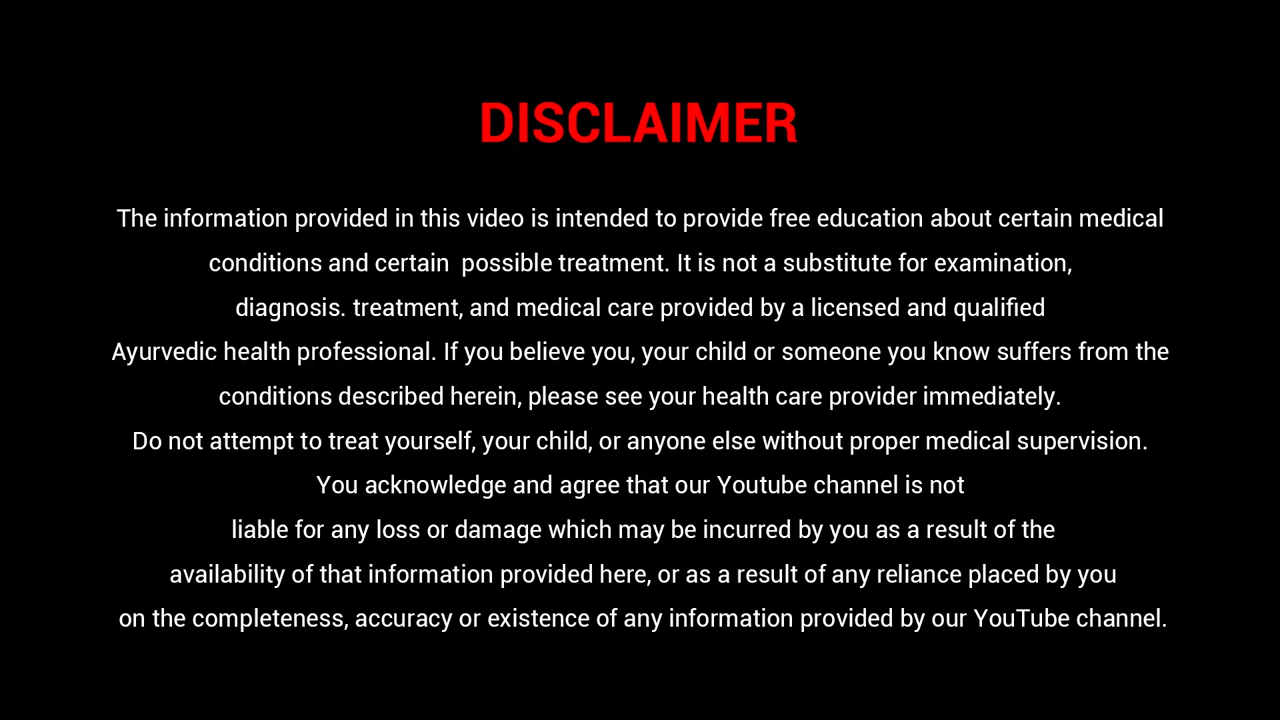 DISCLAIMER
The information provided in this video is intended to provide free education about certain medical
conditions and certain  possible treatment. It is not a substitute for examination,
diagnosis. treatment, and medical care provided by a licensed and qualified
Ayurvedic health professional. If you believe you, your child or someone you know suffers from the
conditions described herein, please see your health care provider immediately.
Do not attempt to treat yourself, your child, or anyone else without proper medical supervision.
You acknowledge and agree that our Youtube channel is not
liable for any loss or damage which may be incurred by you as a result of the
availability of that information provided here, or as a result of any reliance placed by you
on the completeness, accuracy or existence of any information provided by our YouTube channel.